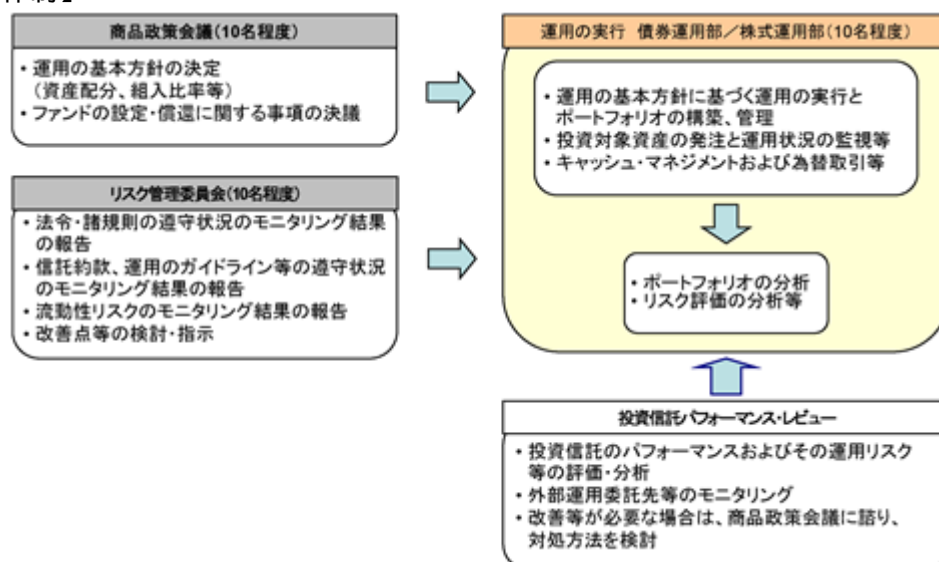 商品政策会議(10名程度)
・運用の基本方針の決定
(資産配分、組入比率等)
・ファンドの設定・償還に関する事項の決議
リスク管理委員会(10名程度)
・法令・諸規則の遵守状況のモニタリング結果
の報告
・信託約款、運用のガイドライン等の遵守状況
のモニタリング結果の報告
・流動性リスクのモニタリング結果の報告
・改善点等の検討・指示
運用の実行 債券運用部/株式運用部(10名程度)
・運用の基本方針に基づく運用の実行と
ポートフォリオの構築、管理
・投資対象資産の発注と運用状況の監視等
・キャッシュ・マネジメントおよび為替取引等
・ポートフォリオの分析
・リスク評価の分析等
投資信託パフォーマンス・レビュー
・投資信託のパフォーマンスおよびその運用リスク
等の評価・分析
・外部運用委託先等のモニタリング
・改善等が必要な場合は、商品政策会議に諮り、
対処方法を検討